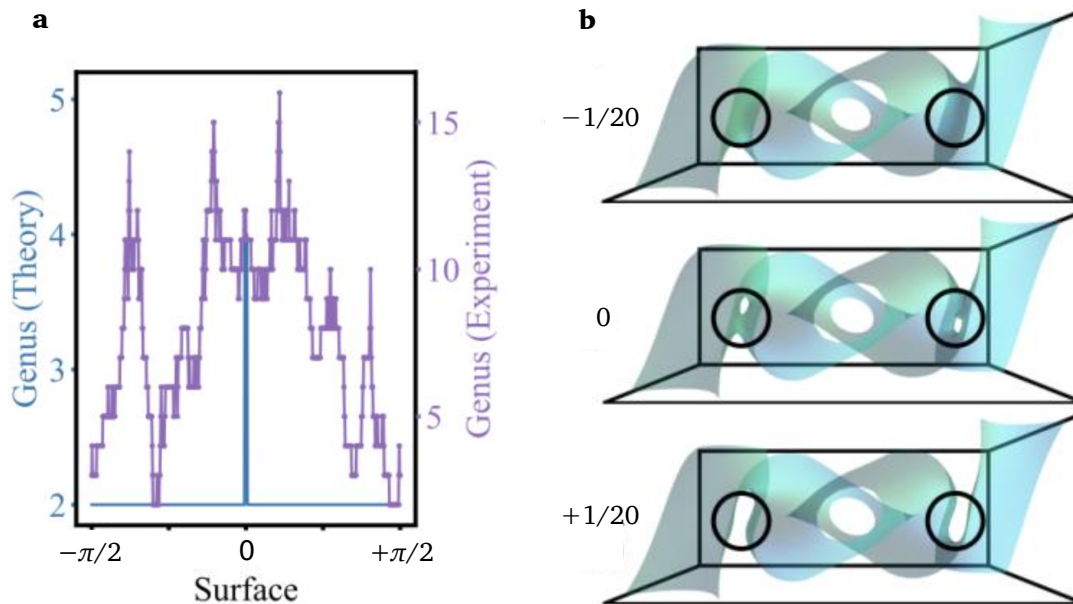 a
5
4
3
2
Genus (Theory)
15
10
5
Genus (Experiment)
−π/2
0
+π/2
Surface
b
−1/20
0
+1/20